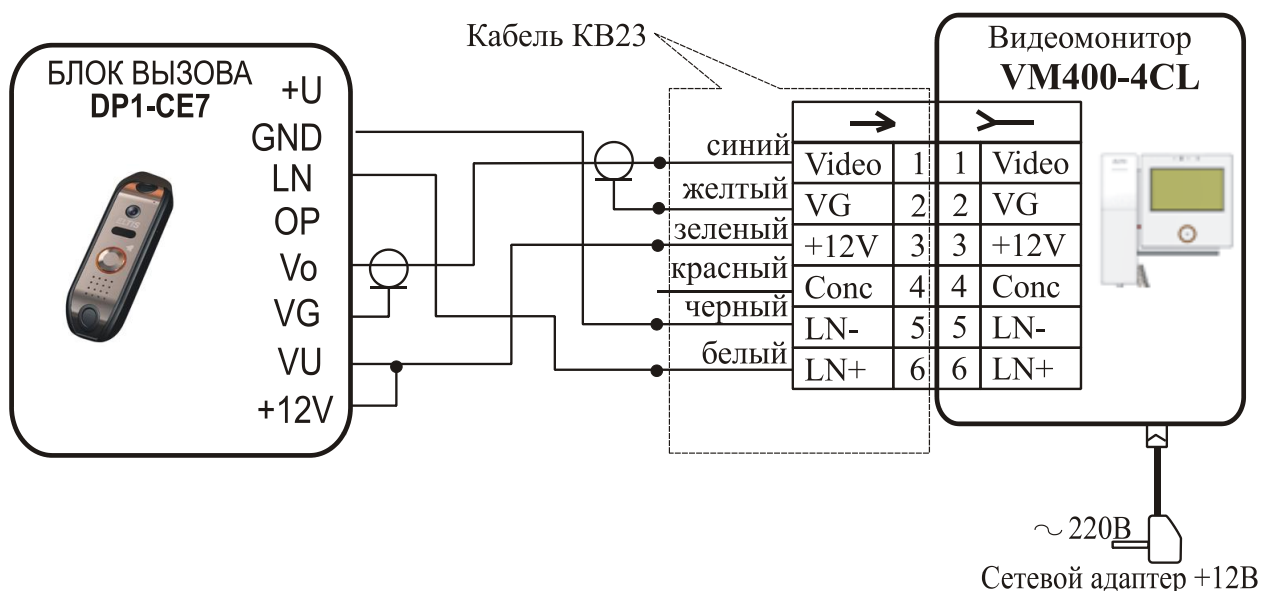 Кабель КВ23
БЛОК ВЫЗОВА
DP1-CE7
+U
GND
LN
OP
Vo
VG
VU
+12V
синий
желтый
зеленый
красный
черный
белый
Video 1 1 Video
VG 2 2 VG
+12V 3 3 +12V
Conc 4 4 Conc
LN- 5 5 LN-
LN+ 6 6 LN+
Видеомонитор
VM400-4CL
~ 220В
Сетевой адаптер +12В